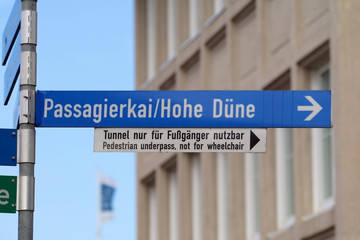 Passagierkai/Hohe Düne
Tunnel nur für Fußgänger nutzbar
Pedestrian underpass, not for wheelchair